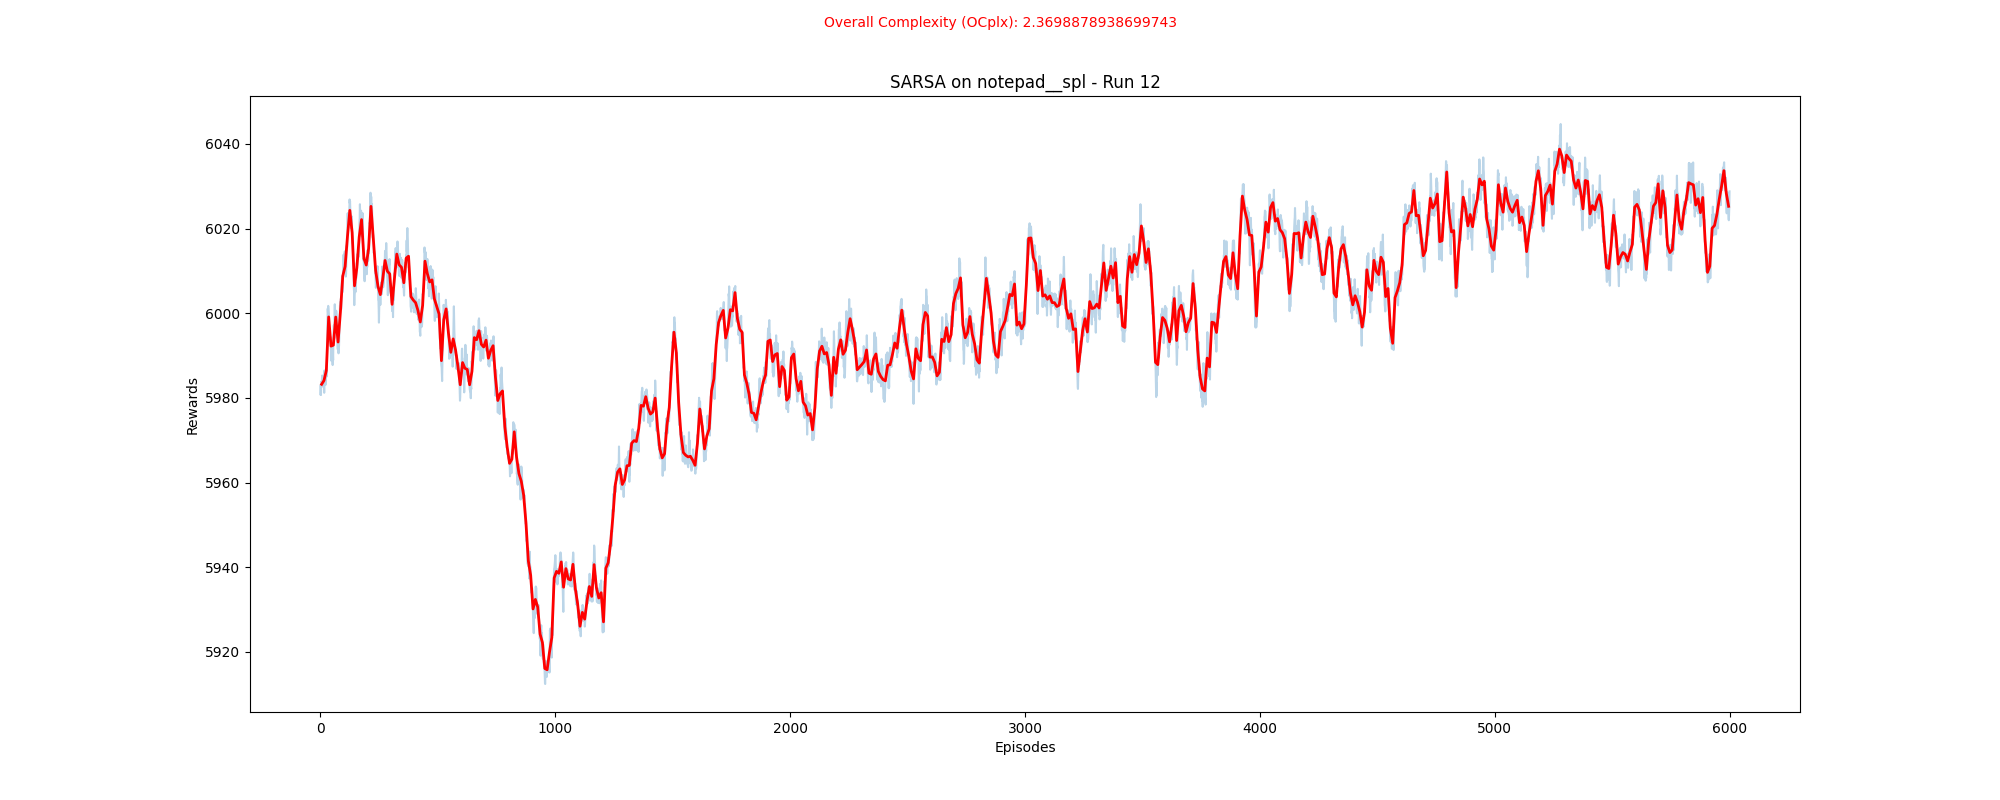 Overall Complexity (OCplx): 2.3698878938699743
SARSA on notepad__spl - Run 12
6040
6020
6000
5980
5960
5940
5920
Rewards
0 1000 2000 3000 4000 5000 6000
Episodes